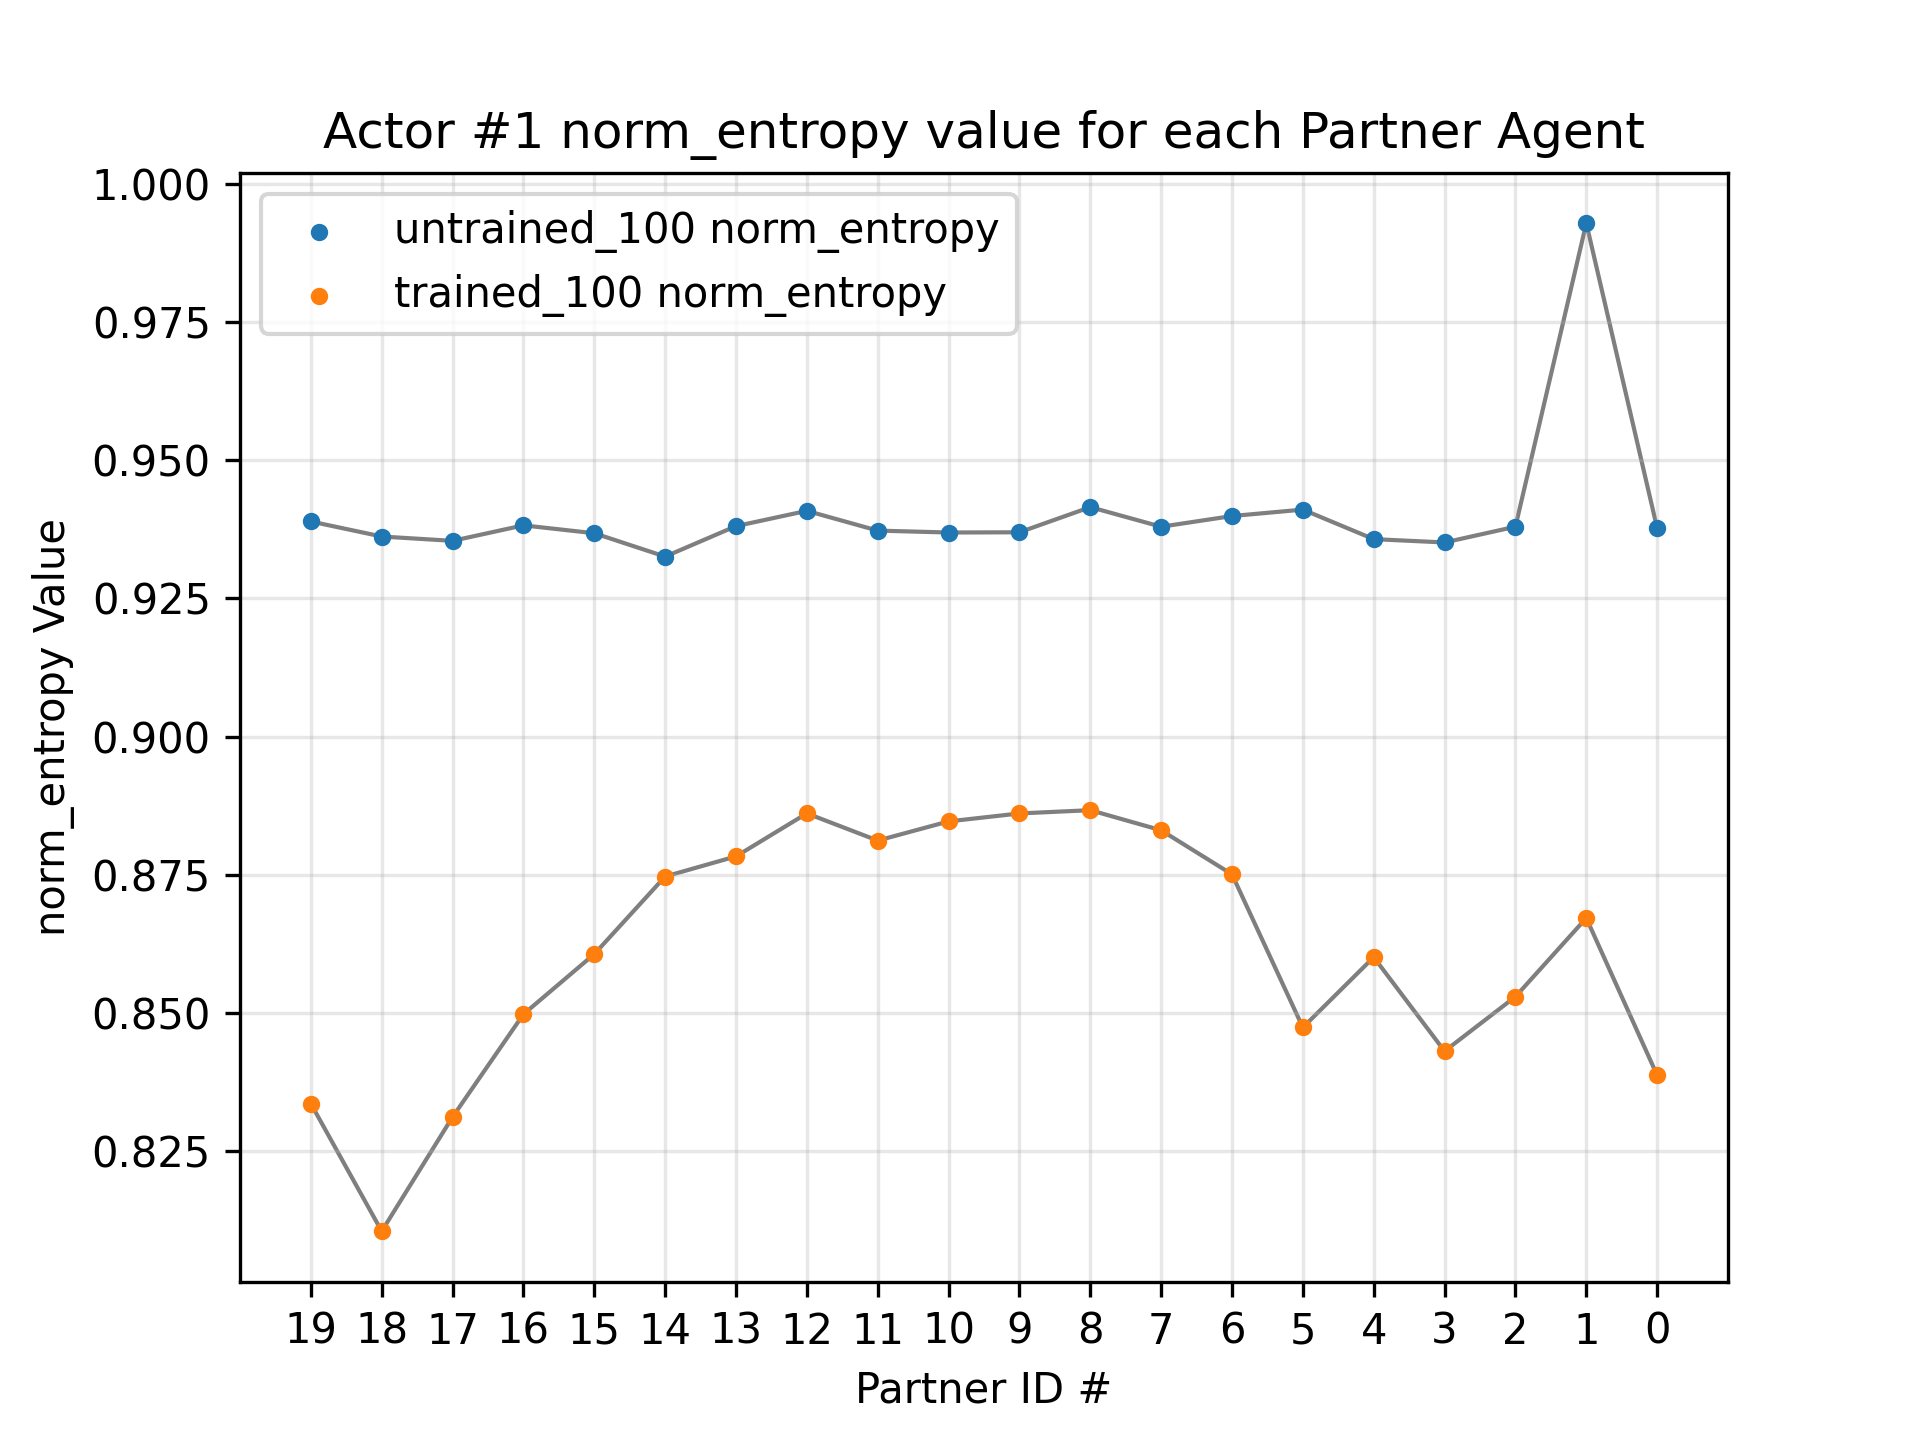 Actor #1 norm_entropy value for each Partner Agent
untrained_100 norm_entropy
trained_100 norm_entropy
1.000
0.975
0.950
0.925
0.900
0.875
0.850
0.825
norm_entropy Value
19 18 17 16 15 14 13 12 11 10 9 8 7 6 5 4 3 2 1 0
Partner ID #